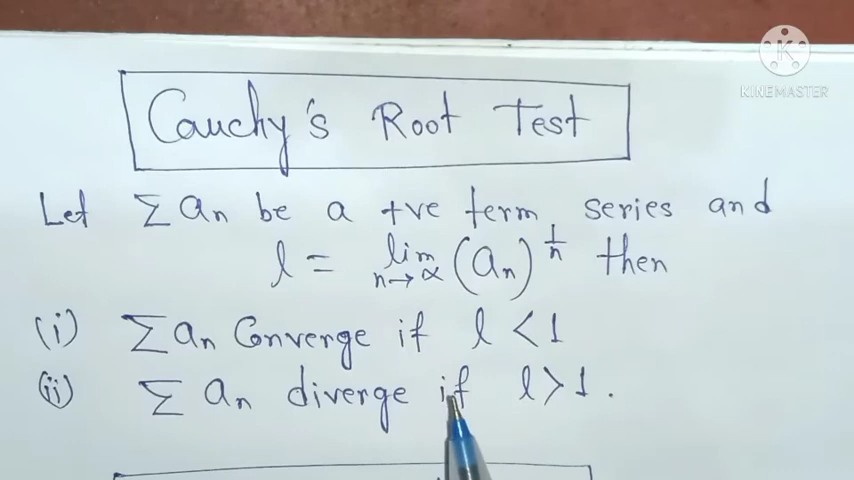 KINEMASTER
Cauchy's Root Test
Let Σ an be a +ve term series and
l = lim n→∝ (an)^1/n then
(i) Σ an Converge if l < 1
(ii) Σ an diverge if l > 1.